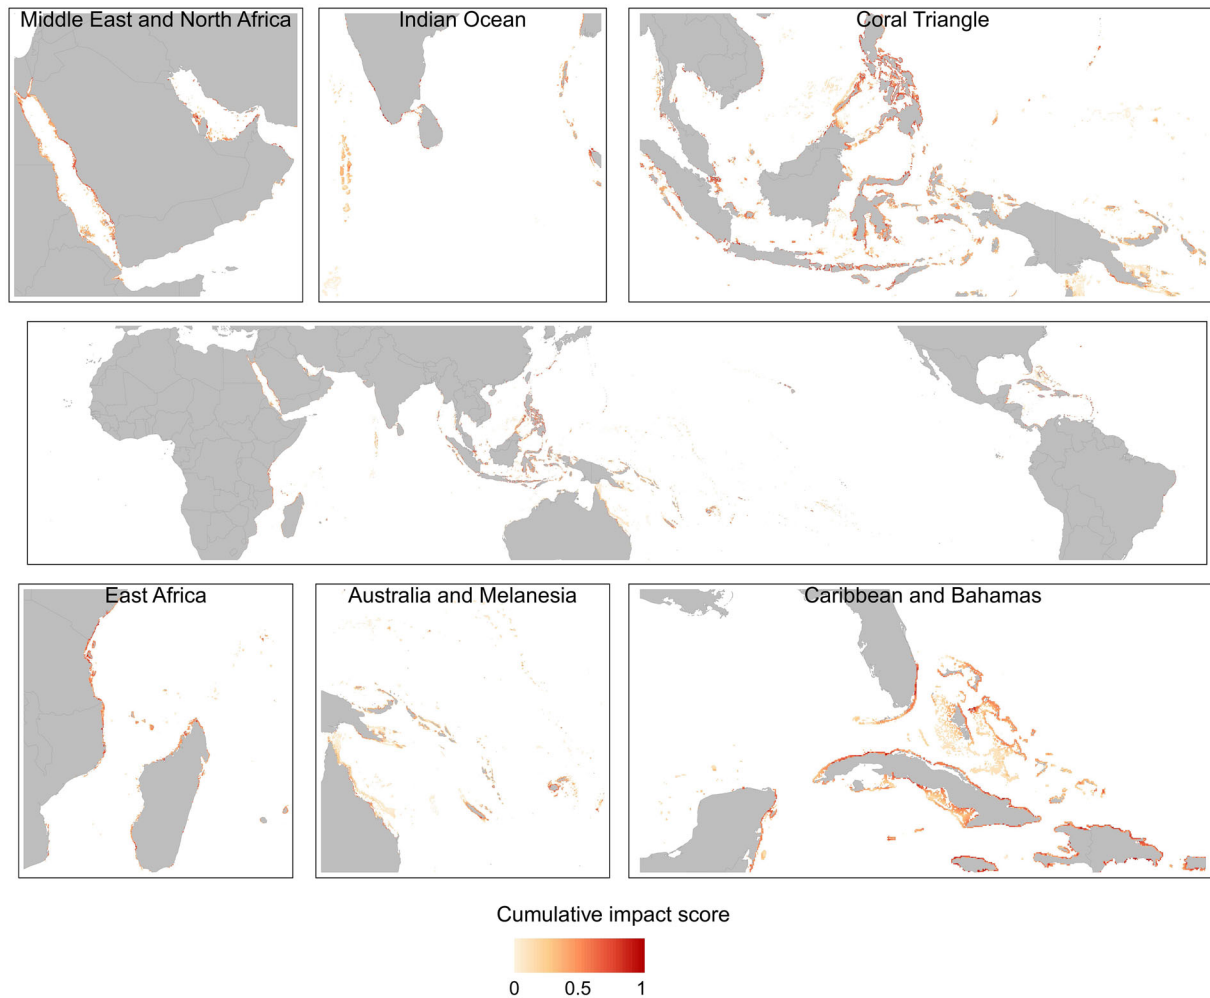 Middle East and North Africa
Indian Ocean
Coral Triangle
East Africa
Australia and Melanesia
Caribbean and Bahamas
Cumulative impact score
0 0.5 1